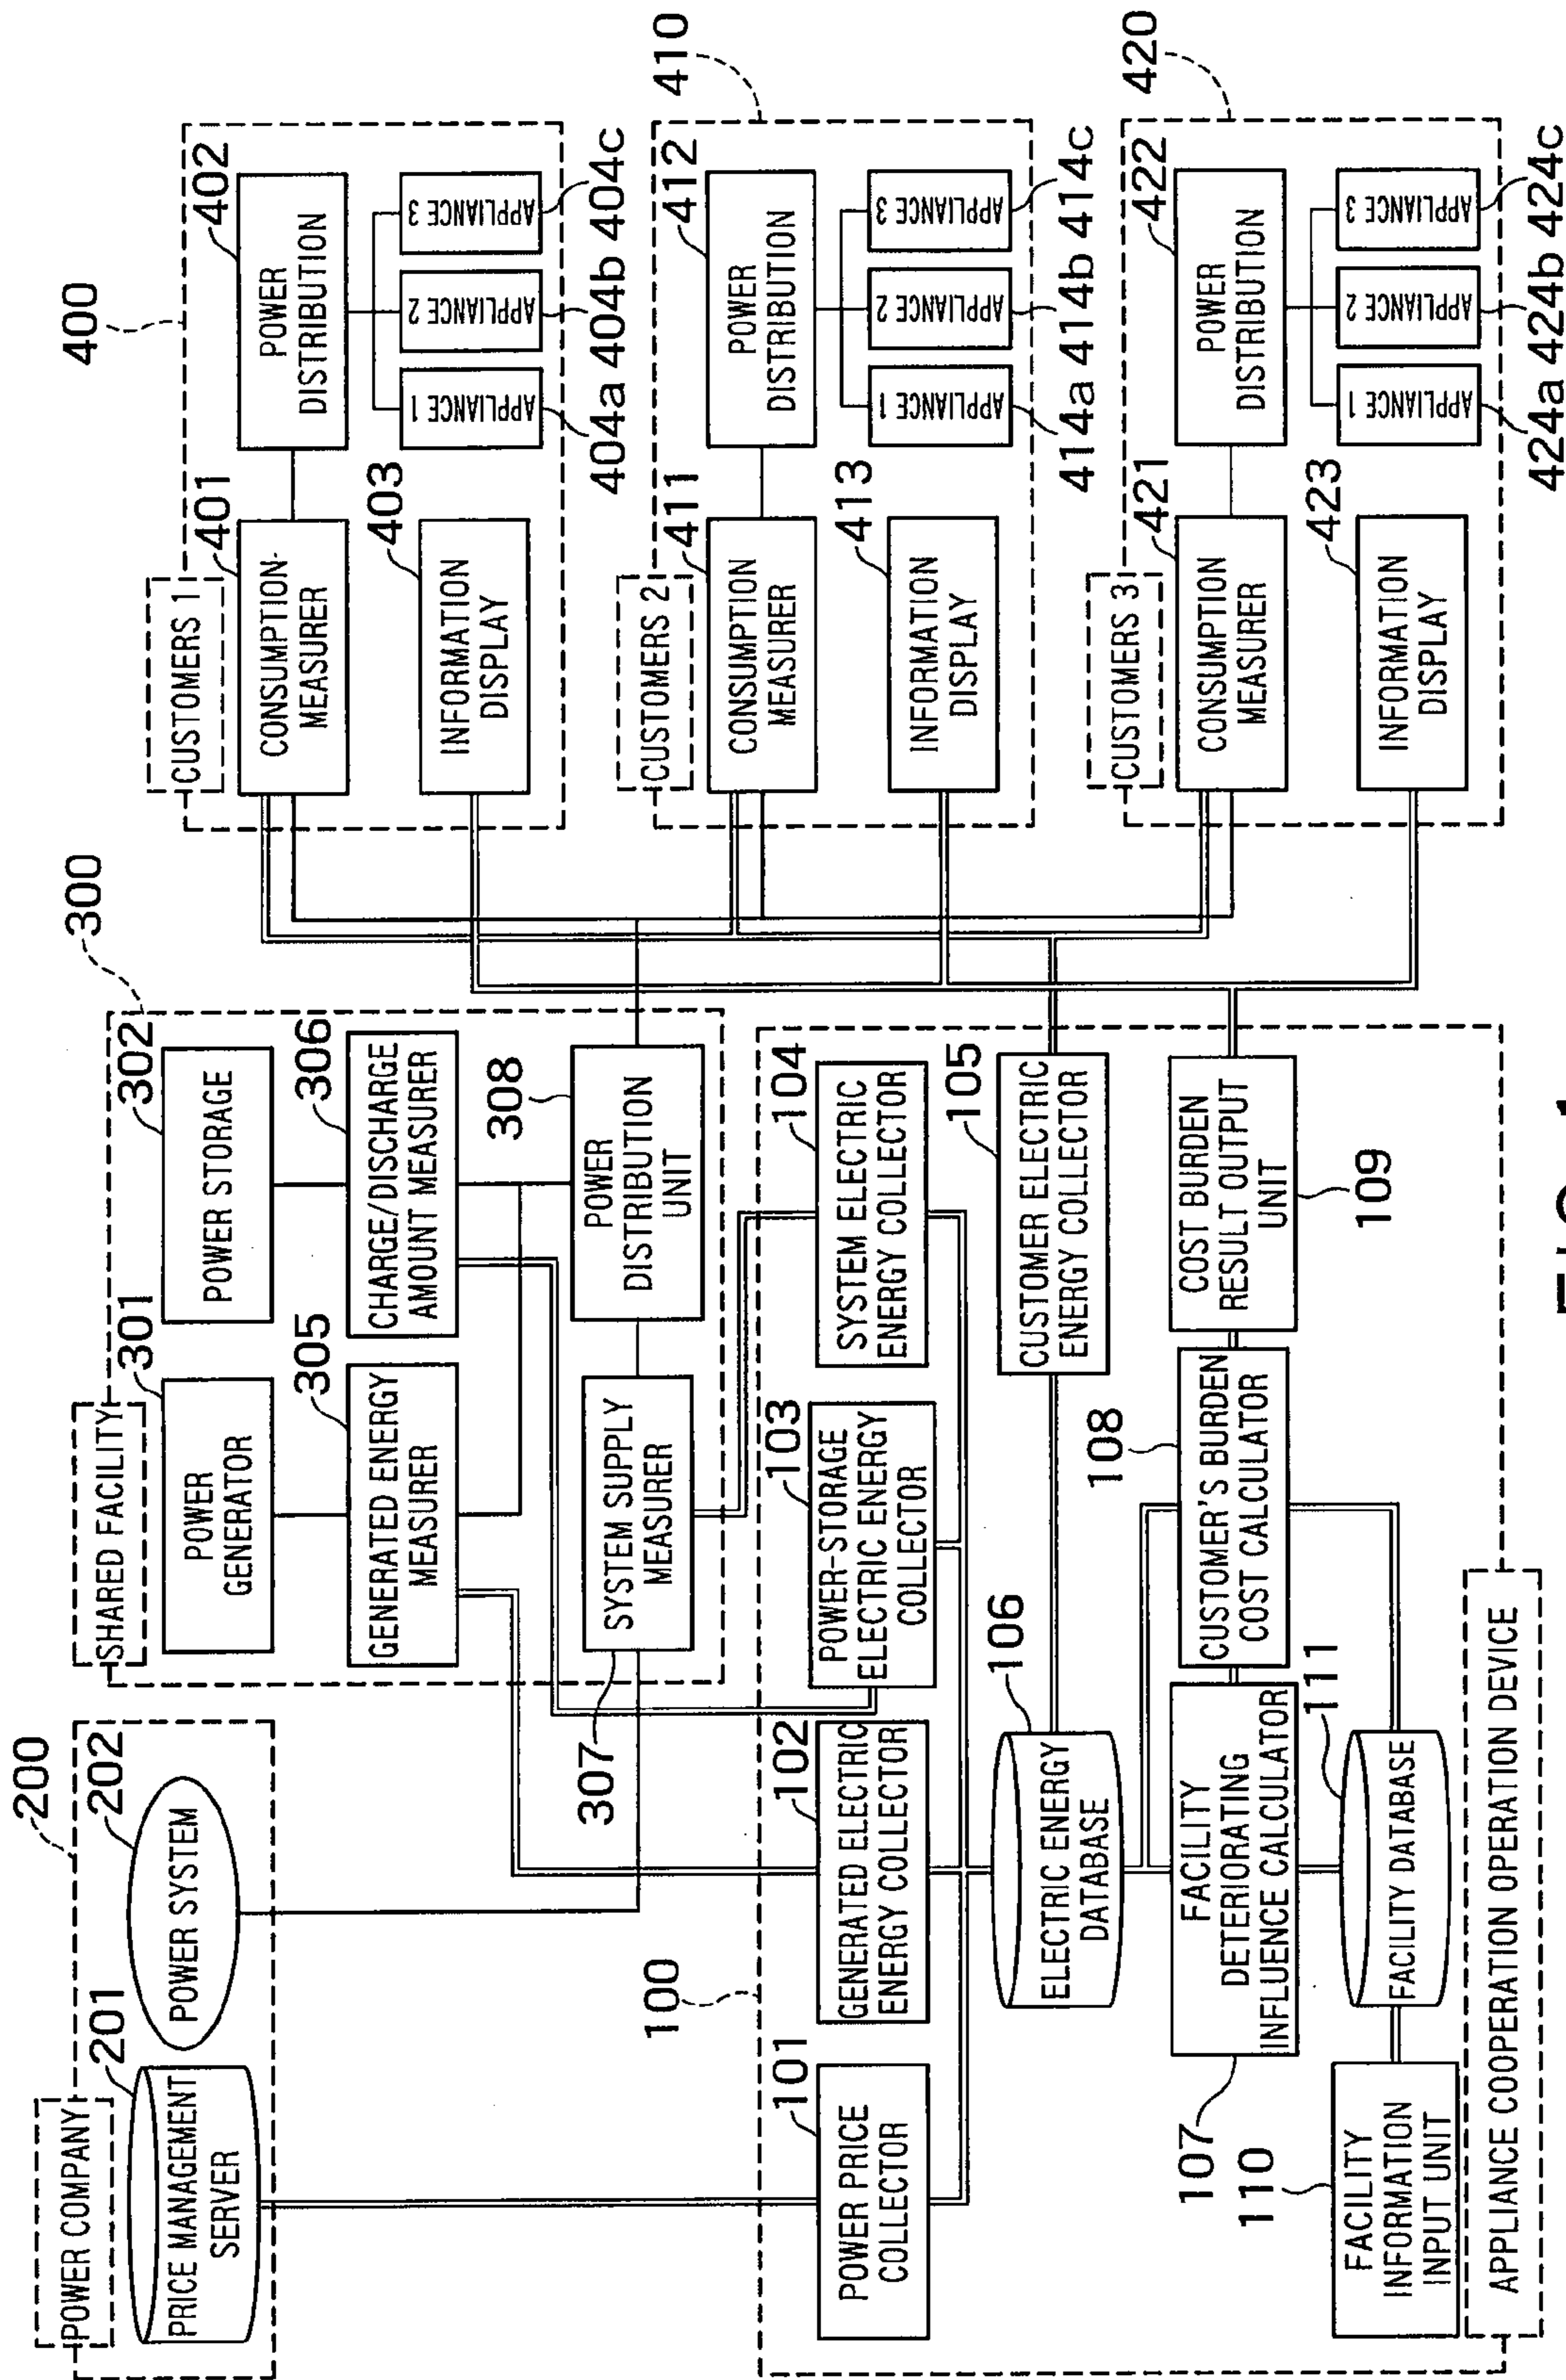 200
POWER COMPANY
201
PRICE MANAGEMENT
SERVER
202
POWER SYSTEM
300
SHARED FACILITY
301
POWER
GENERATOR
302
POWER STORAGE
305
GENERATED ENERGY
MEASURER
306
CHARGE/DISCHARGE
AMOUNT MEASURER
307
SYSTEM SUPPLY
MEASURER
308
POWER
DISTRIBUTION
UNIT
400
CUSTOMERS 1
401
CONSUMPTION-
MEASURER
402
POWER
DISTRIBUTION
403
INFORMATION
DISPLAY
APPLIANCE 1
APPLIANCE 2
APPLIANCE 3
404a
404b
404c
410
CUSTOMERS 2
411
CONSUMPTION
MEASURER
412
POWER
DISTRIBUTION
413
INFORMATION
DISPLAY
APPLIANCE 1
APPLIANCE 2
APPLIANCE 3
414a
414b
414c
420
CUSTOMERS 3
421
CONSUMPTION
MEASURER
422
POWER
DISTRIBUTION
423
INFORMATION
DISPLAY
APPLIANCE 1
APPLIANCE 2
APPLIANCE 3
424a
424b
424c
100
101
POWER PRICE
COLLECTOR
102
GENERATED ELECTRIC
ENERGY COLLECTOR
103
POWER-STORAGE
ELECTRIC ENERGY
COLLECTOR
104
SYSTEM ELECTRIC
ENERGY COLLECTOR
105
CUSTOMER ELECTRIC
ENERGY COLLECTOR
106
ELECTRIC ENERGY
DATABASE
107
FACILITY
DETERIORATING
INFLUENCE CALCULATOR
108
CUSTOMER'S BURDEN
COST CALCULATOR
109
COST BURDEN
RESULT OUTPUT
UNIT
110
FACILITY
INFORMATION
INPUT UNIT
111
FACILITY DATABASE
APPLIANCE COOPERATION OPERATION DEVICE